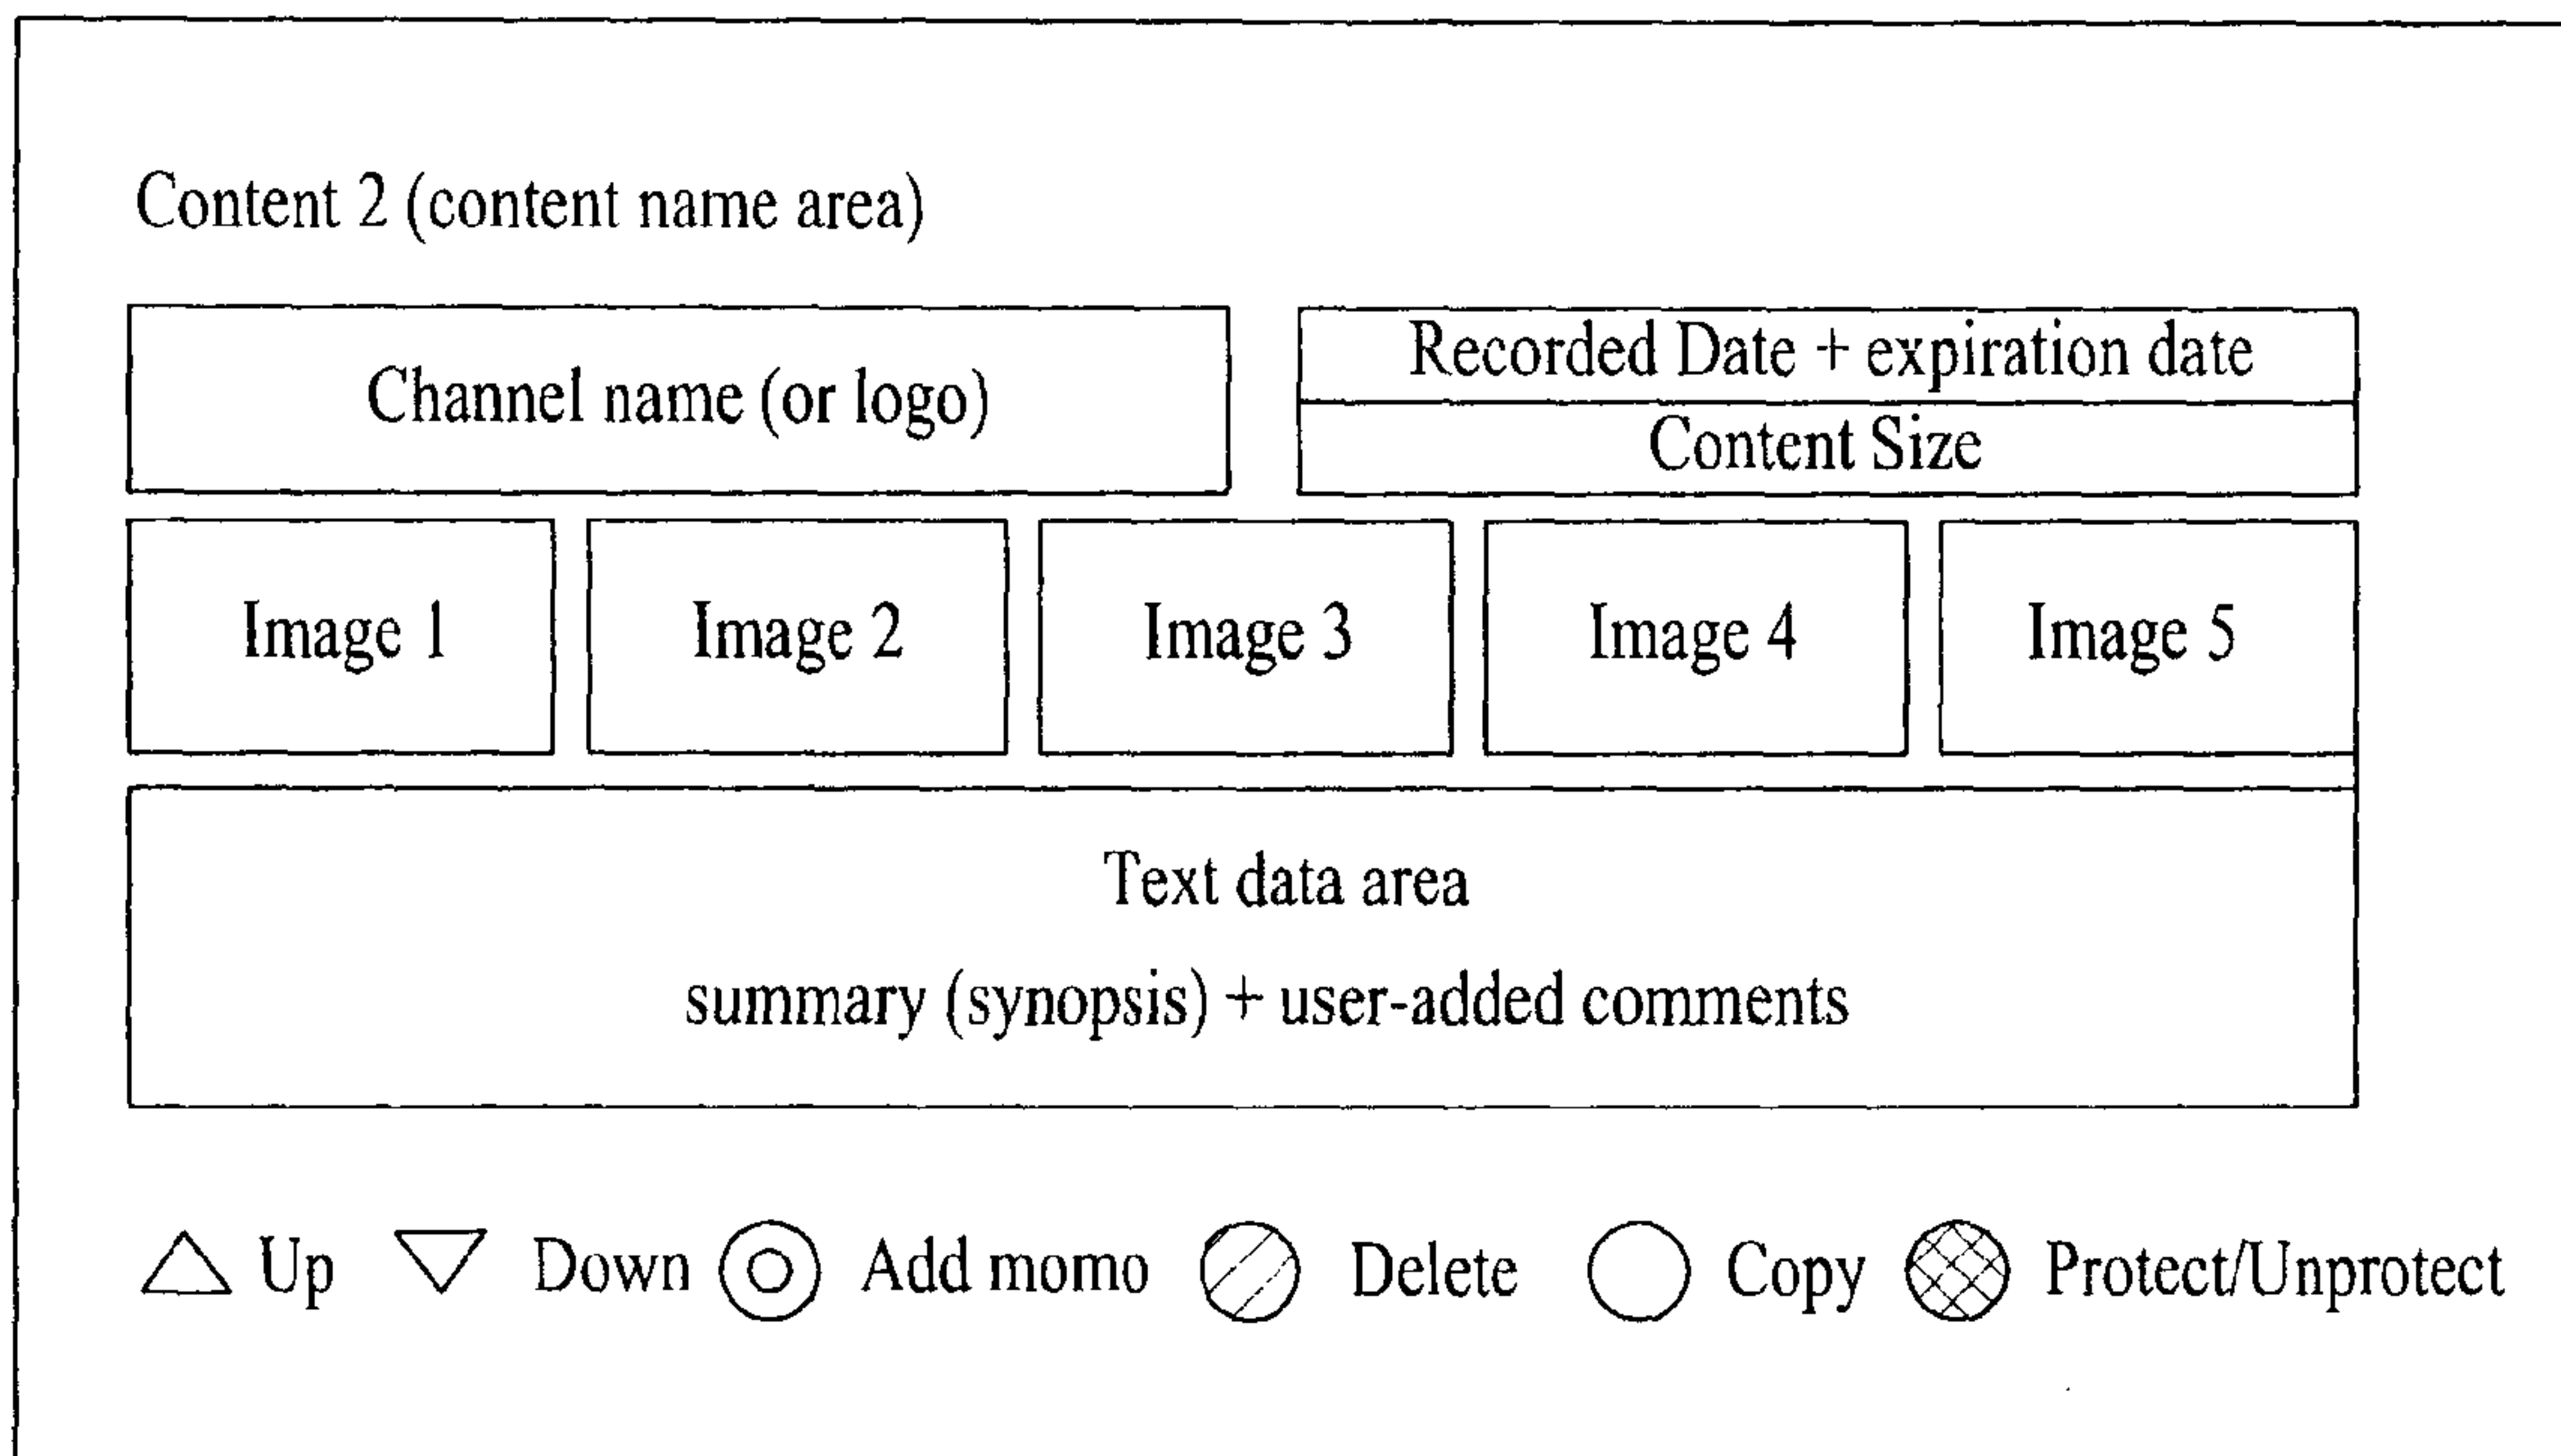 Content 2 (content name area)
Channel name (or logo)
Recorded Date + expiration date
Content Size
Image 1 Image 2 Image 3 Image 4 Image 5
Text data area
summary (synopsis) + user-added comments
Up Down Add momo Delete Copy Protect/Unprotect